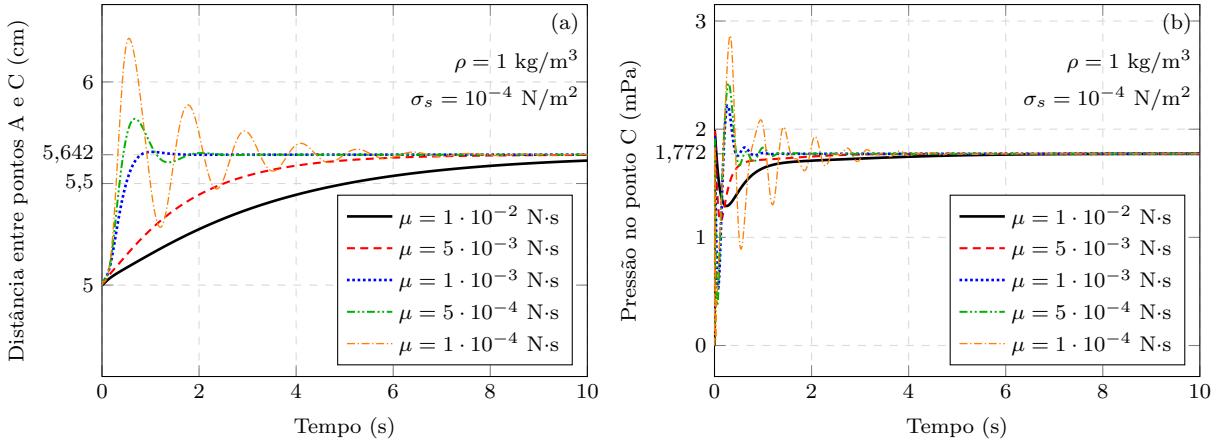 (a)
ρ = 1 kg/m³
σₛ = 10⁻⁴ N/m²
Distância entre pontos A e C (cm)
6
5,642
5,5
5
μ = 1 · 10⁻² N·s
μ = 5 · 10⁻³ N·s
μ = 1 · 10⁻³ N·s
μ = 5 · 10⁻⁴ N·s
μ = 1 · 10⁻⁴ N·s
0 2 4 6 8 10
Tempo (s)
(b)
ρ = 1 kg/m³
σₛ = 10⁻⁴ N/m²
Pressão no ponto C (mPa)
3
2
1,772
1
0
μ = 1 · 10⁻² N·s
μ = 5 · 10⁻³ N·s
μ = 1 · 10⁻³ N·s
μ = 5 · 10⁻⁴ N·s
μ = 1 · 10⁻⁴ N·s
0 2 4 6 8 10
Tempo (s)